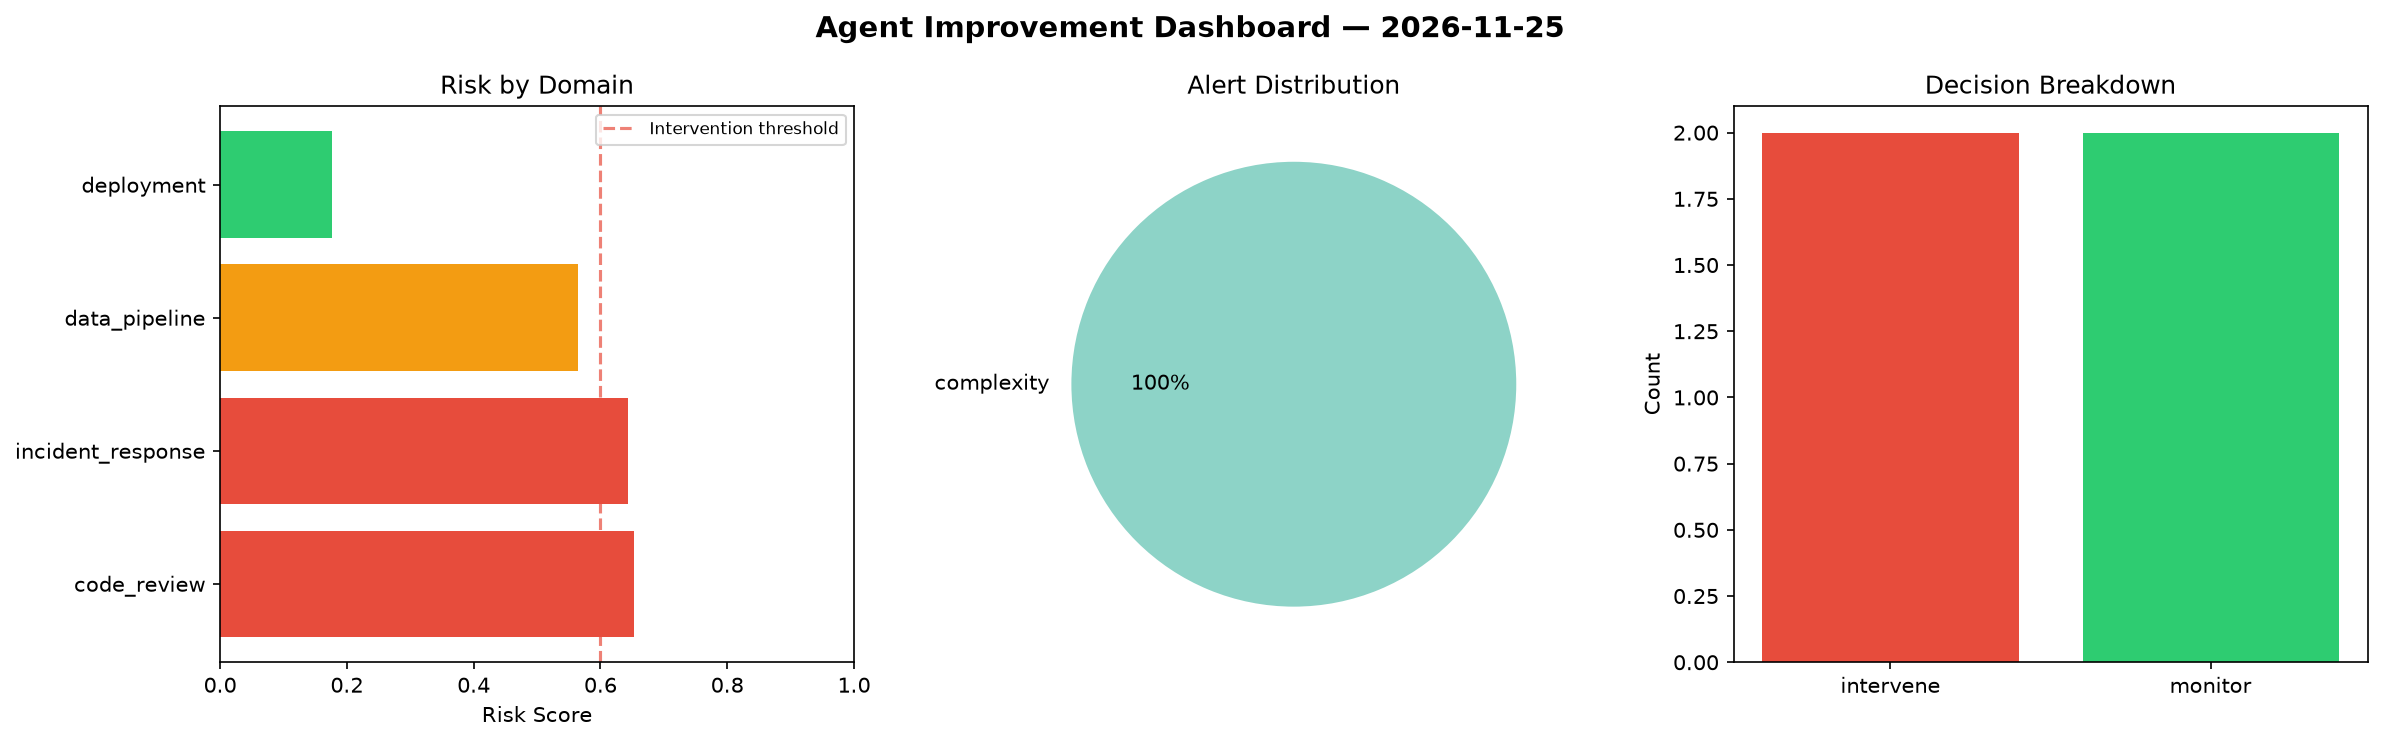 Agent Improvement Dashboard — 2026-11-25
Risk by Domain
Intervention threshold
deployment
data_pipeline
incident_response
code_review
0.0
0.2
0.4
0.6
0.8
1.0
Risk Score
Alert Distribution
complexity
100%
Decision Breakdown
Count
2.00
1.75
1.50
1.25
1.00
0.75
0.50
0.25
0.00
intervene
monitor